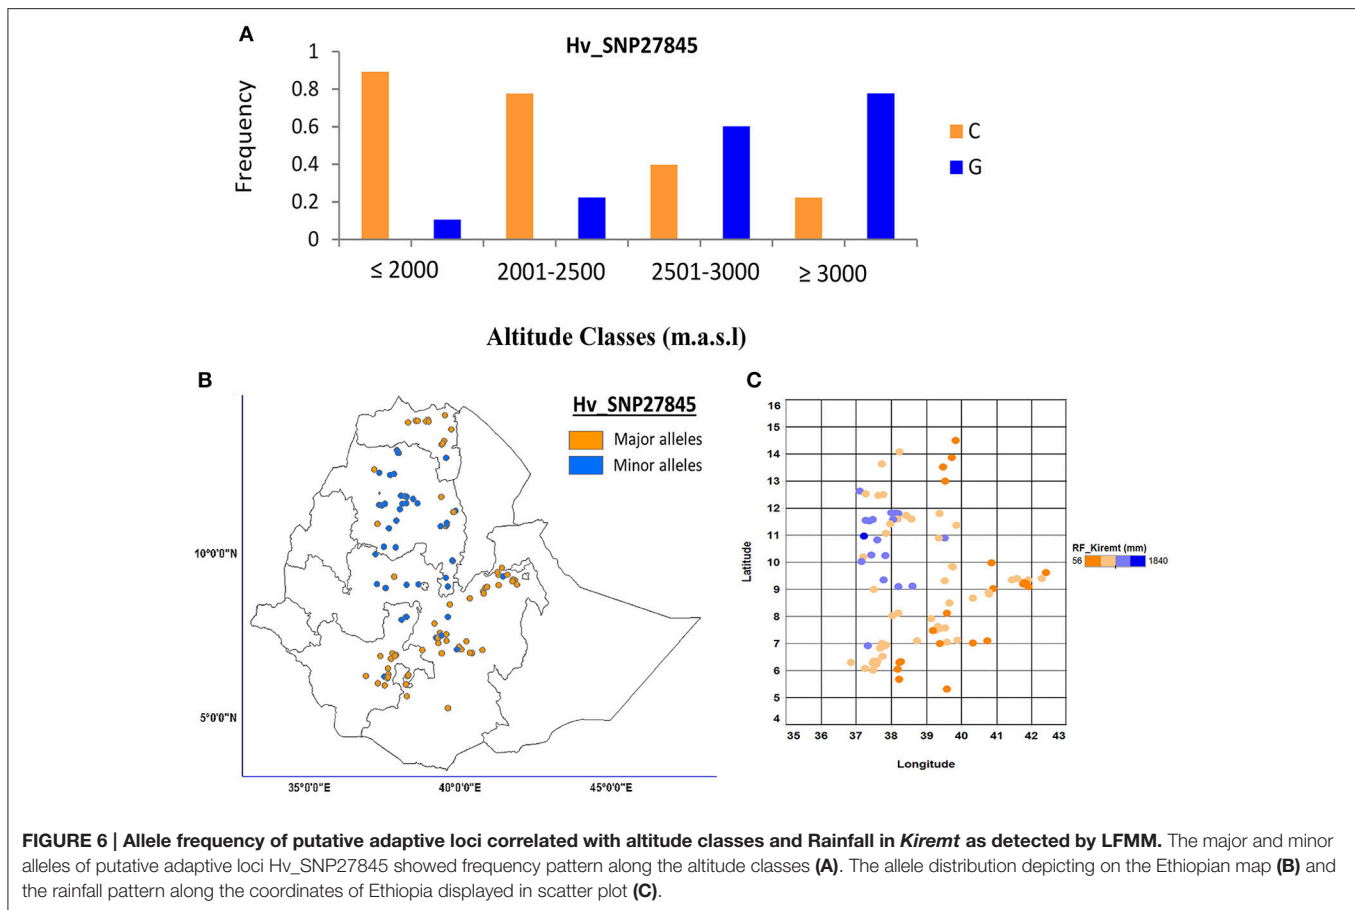 A
Hv_SNP27845
1
0.8
0.6
0.4
0.2
0
Frequency
C
G
≤ 2000
2001-2500
2501-3000
≥ 3000
Altitude Classes (m.a.s.l)
B
Hv_SNP27845
Major alleles
Minor alleles
10°0'0"N
5°0'0"N
35°0'0"E
40°0'0"E
45°0'0"E
C
16
15
14
13
12
11
10
9
8
7
6
5
4
Latitude
35 36 37 38 39 40 41 42 43
Longitude
RF_Kiremt (mm)
56 1840
FIGURE 6 | Allele frequency of putative adaptive loci correlated with altitude classes and Rainfall in Kiremt as detected by LFMM. The major and minor
alleles of putative adaptive loci Hv_SNP27845 showed frequency pattern along the altitude classes (A). The allele distribution depicting on the Ethiopian map (B) and
the rainfall pattern along the coordinates of Ethiopia displayed in scatter plot (C).